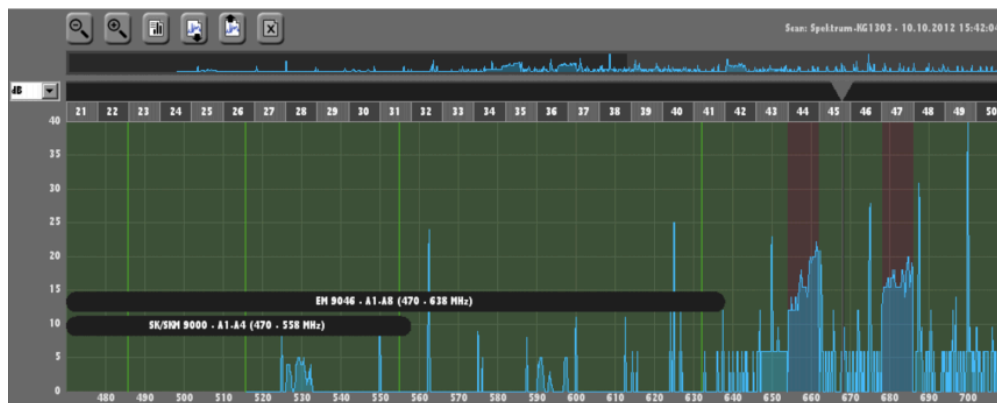 Scan: Spektrum-KG1303 - 10.10.2012 15:42:04
dB
21 22 23 24 25 26 27 28 29 30 31 32 33 34 35 36 37 38 39 40 41 42 43 44 45 46 47 48 49 50
40
35
30
25
20
15
EM 9046 - A1-A8 (470 - 638 MHz)
10
SK/SKM 9000 - A1-A4 (470 - 558 MHz)
5
0
480 490 500 510 520 530 540 550 560 570 580 590 600 610 620 630 640 650 660 670 680 690 700